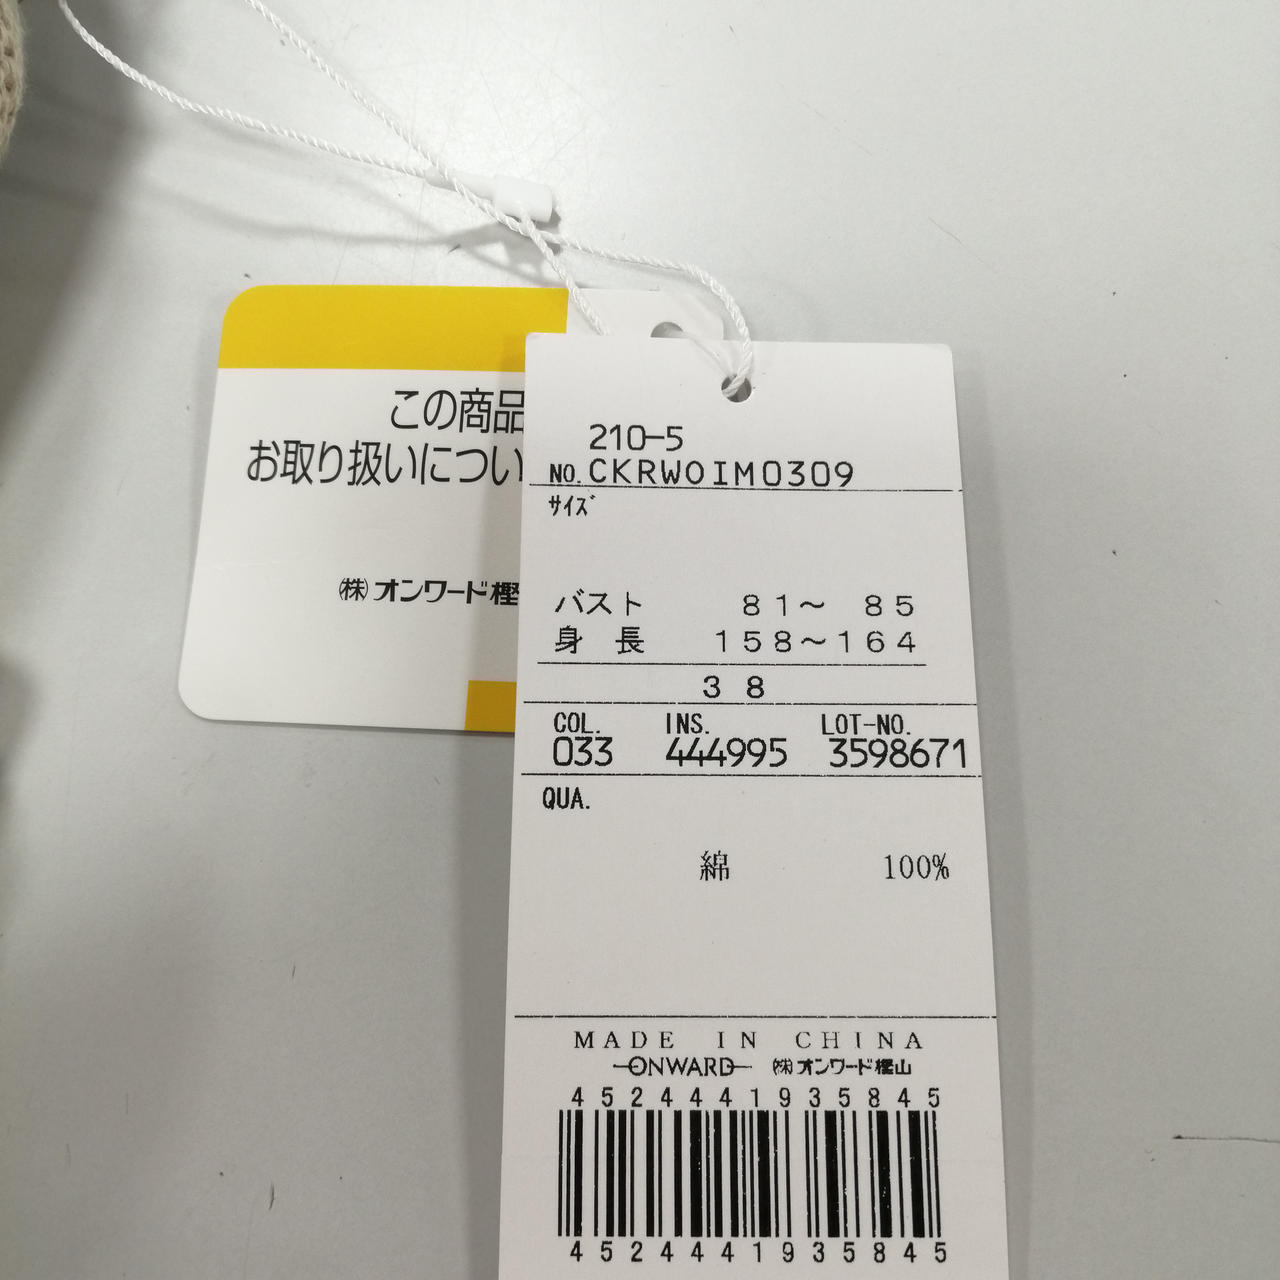 この商品
お取り扱いについ
㈱オンワード樫
210-5
NO. CKRW0IM0309
サイズ
バスト 81～ 85
身 長 158～164
38
COL. INS. LOT-NO.
033 444995 3598671
QUA.
綿 100%
MADE IN CHINA
ONWARD ㈱オンワード樫山
4524441935845
4524441935845